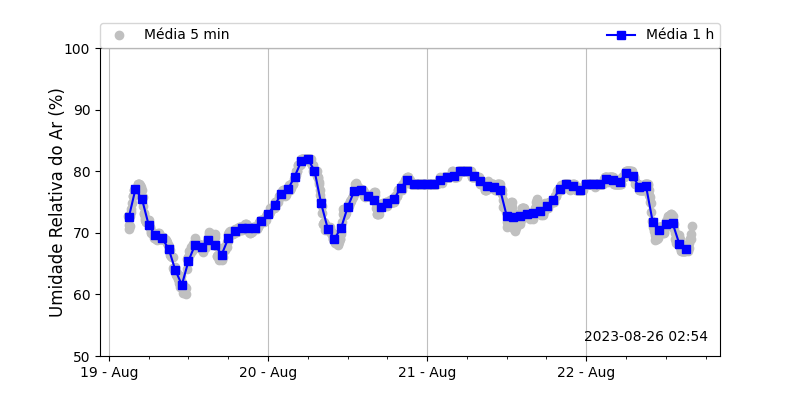 Média 5 min
Média 1 h
Umidade Relativa do Ar (%)
100
90
80
70
60
50
2023-08-26 02:54
19 - Aug
20 - Aug
21 - Aug
22 - Aug